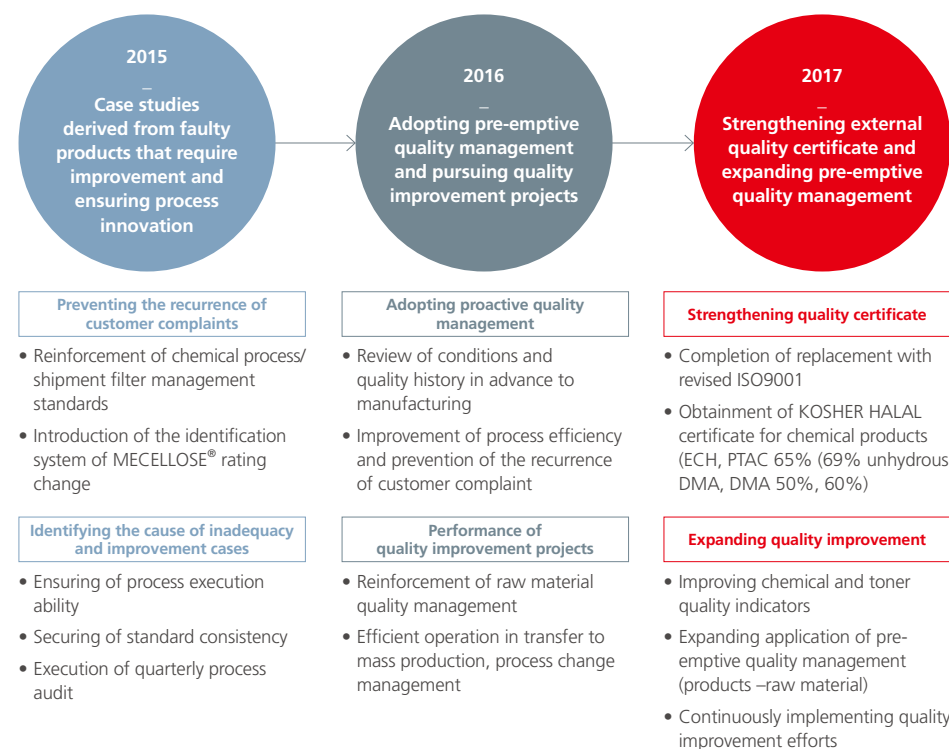 2015
–
Case studies
derived from faulty
products that require
improvement and
ensuring process
innovation
2016
–
Adopting pre-emptive
quality management
and pursuing quality
improvement projects
2017
–
Strengthening external
quality certificate and
expanding pre-emptive
quality management
Preventing the recurrence of
customer complaints
• Reinforcement of chemical process/
shipment filter management
standards
• Introduction of the identification
system of MECELLOSE® rating
change
Identifying the cause of inadequacy
and improvement cases
• Ensuring of process execution
ability
• Securing of standard consistency
• Execution of quarterly process
audit
Adopting proactive quality
management
• Review of conditions and
quality history in advance to
manufacturing
• Improvement of process efficiency
and prevention of the recurrence
of customer complaint
Performance of
quality improvement projects
• Reinforcement of raw material
quality management
• Efficient operation in transfer to
mass production, process change
management
Strengthening quality certificate
• Completion of replacement with
revised ISO9001
• Obtainment of KOSHER HALAL
certificate for chemical products
(ECH, PTAC 65% (69% unhydrous
DMA, DMA 50%, 60%)
Expanding quality improvement
• Improving chemical and toner
quality indicators
• Expanding application of pre-
emptive quality management
(products –raw material)
• Continuously implementing quality
improvement efforts